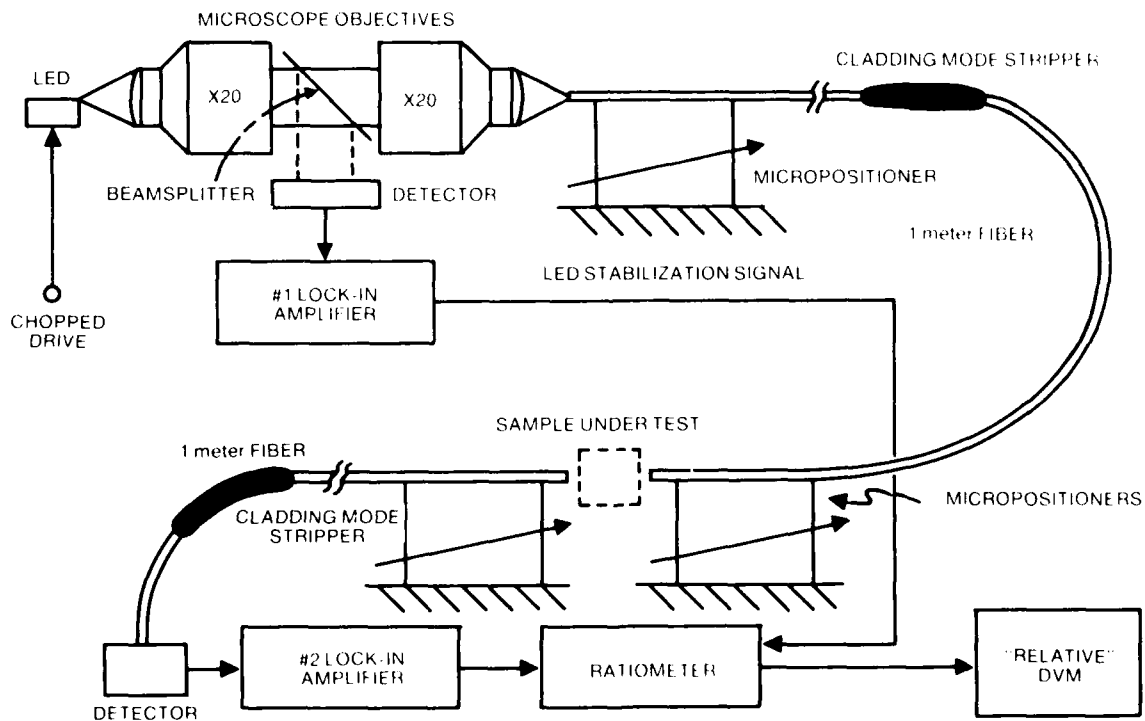 MICROSCOPE OBJECTIVES
LED
X20
X20
CLADDING MODE STRIPPER
BEAMSPLITTER
DETECTOR
MICROPOSITIONER
1 meter FIBER
CHOPPED
DRIVE
#1 LOCK-IN
AMPLIFIER
LED STABILIZATION SIGNAL
SAMPLE UNDER TEST
1 meter FIBER
CLADDING MODE
STRIPPER
MICROPOSITIONERS
DETECTOR
#2 LOCK-IN
AMPLIFIER
RATIOMETER
"RELATIVE"
DVM